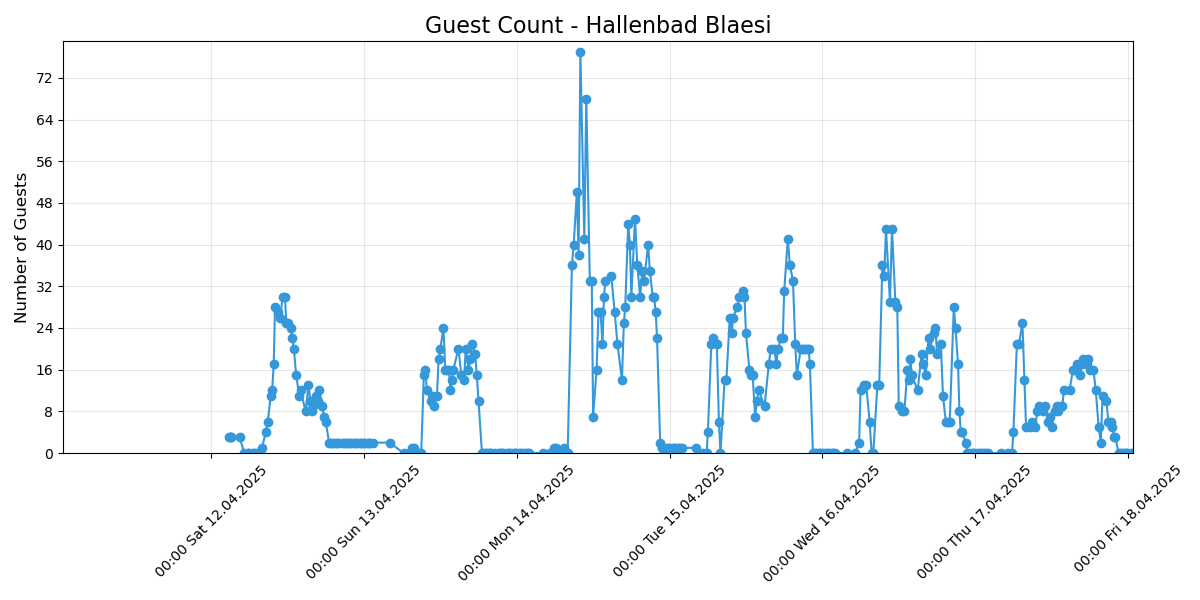 Guest Count - Hallenbad Blaesi
Number of Guests
72
64
56
48
40
32
24
16
8
0
00:00 Sat 12.04.2025
00:00 Sun 13.04.2025
00:00 Mon 14.04.2025
00:00 Tue 15.04.2025
00:00 Wed 16.04.2025
00:00 Thu 17.04.2025
00:00 Fri 18.04.2025